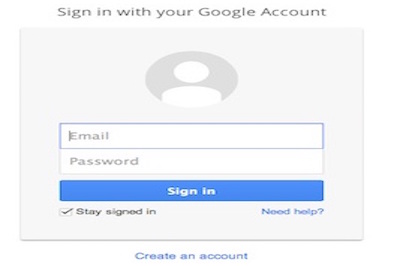 Sign in with your Google Account
Email
Password
Sign in
Stay signed in Need help?
Create an account